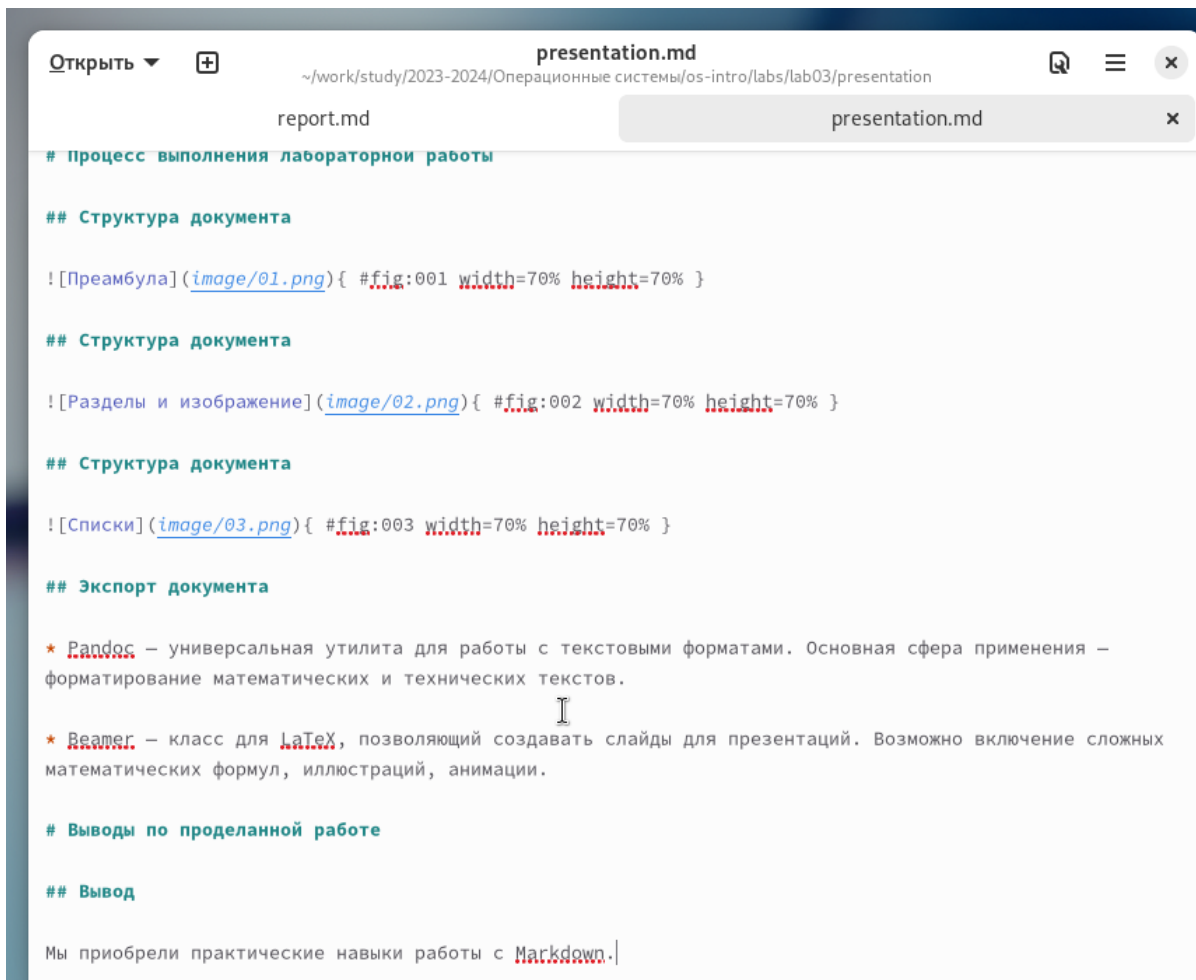 Открыть
presentation.md
~/work/study/2023-2024/Операционные системы/os-intro/labs/lab03/presentation
report.md
presentation.md
# Процесс выполнения лабораторной работы
## Структура документа
![Преамбула](image/01.png){ #fig:001 width=70% height=70% }
## Структура документа
![Разделы и изображение](image/02.png){ #fig:002 width=70% height=70% }
## Структура документа
![Списки](image/03.png){ #fig:003 width=70% height=70% }
## Экспорт документа
* Pandoc — универсальная утилита для работы с текстовыми форматами. Основная сфера применения —
форматирование математических и технических текстов.
* Beamer — класс для LaTeX, позволяющий создавать слайды для презентаций. Возможно включение сложных
математических формул, иллюстраций, анимации.
# Выводы по проделанной работе
## Вывод
Мы приобрели практические навыки работы с Markdown.